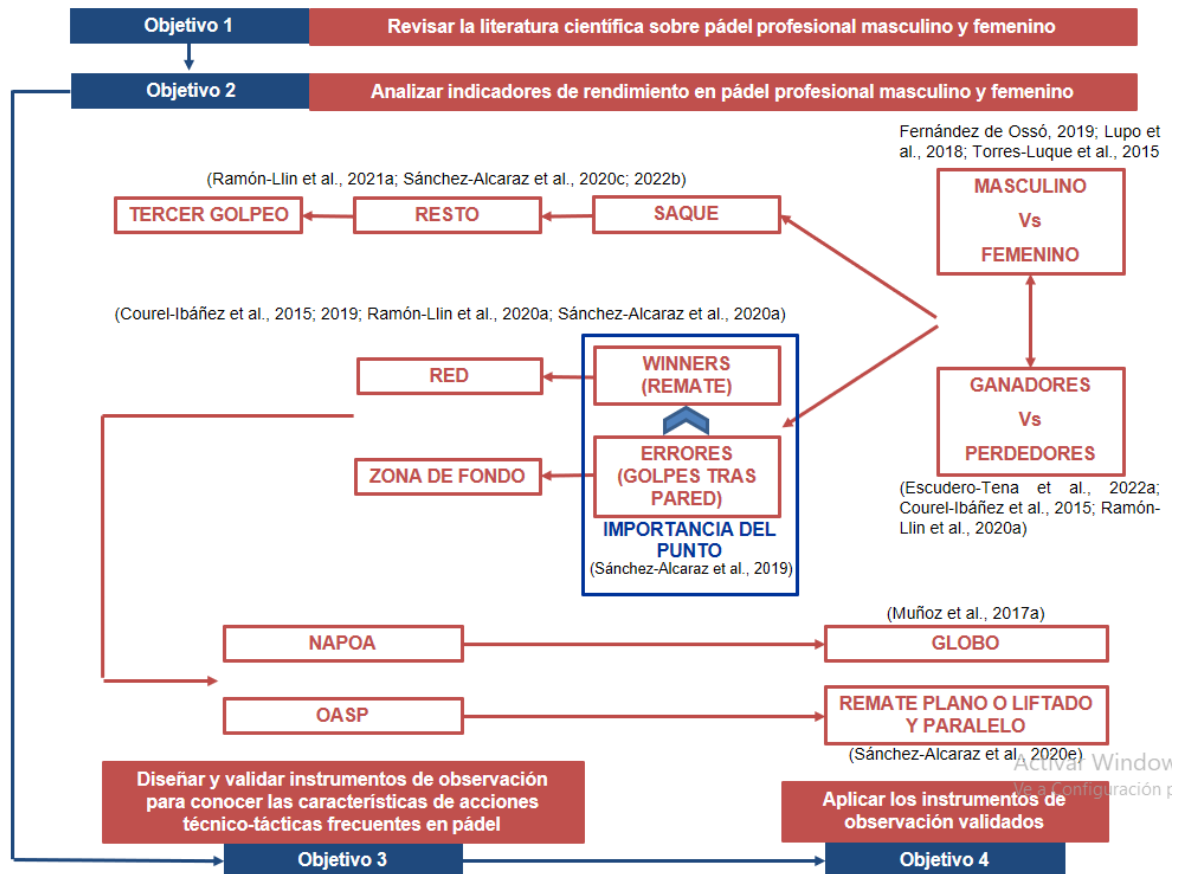 Objetivo 1
Revisar la literatura científica sobre pádel profesional masculino y femenino
Objetivo 2
Analizar indicadores de rendimiento en pádel profesional masculino y femenino
Fernández de Ossó, 2019; Lupo et
al., 2018; Torres-Luque et al., 2015
(Ramón-Llin et al., 2021a; Sánchez-Alcaraz et al., 2020c; 2022b)
TERCER GOLPEO
RESTO
SAQUE
MASCULINO
Vs
FEMENINO
(Courel-Ibáñez et al., 2015; 2019; Ramón-Llin et al., 2020a; Sánchez-Alcaraz et al., 2020a)
RED
WINNERS
(REMATE)
GANADORES
Vs
PERDEDORES
ZONA DE FONDO
ERRORES
(GOLPES TRAS
PARED)
IMPORTANCIA DEL
PUNTO
(Sánchez-Alcaraz et al., 2019)
(Escudero-Tena et al., 2022a;
Courel-Ibáñez et al., 2015; Ramón-
Llin et al., 2020a)
(Muñoz et al., 2017a)
NAPOA
GLOBO
OASP
REMATE PLANO O LIFTADO
Y PARALELO
(Sánchez-Alcaraz et al., 2020e)
Activar Window
Ve a Configuración p
Diseñar y validar instrumentos de observación
para conocer las características de acciones
técnico-tácticas frecuentes en pádel
Aplicar los instrumentos de
observación validados
Objetivo 3
Objetivo 4